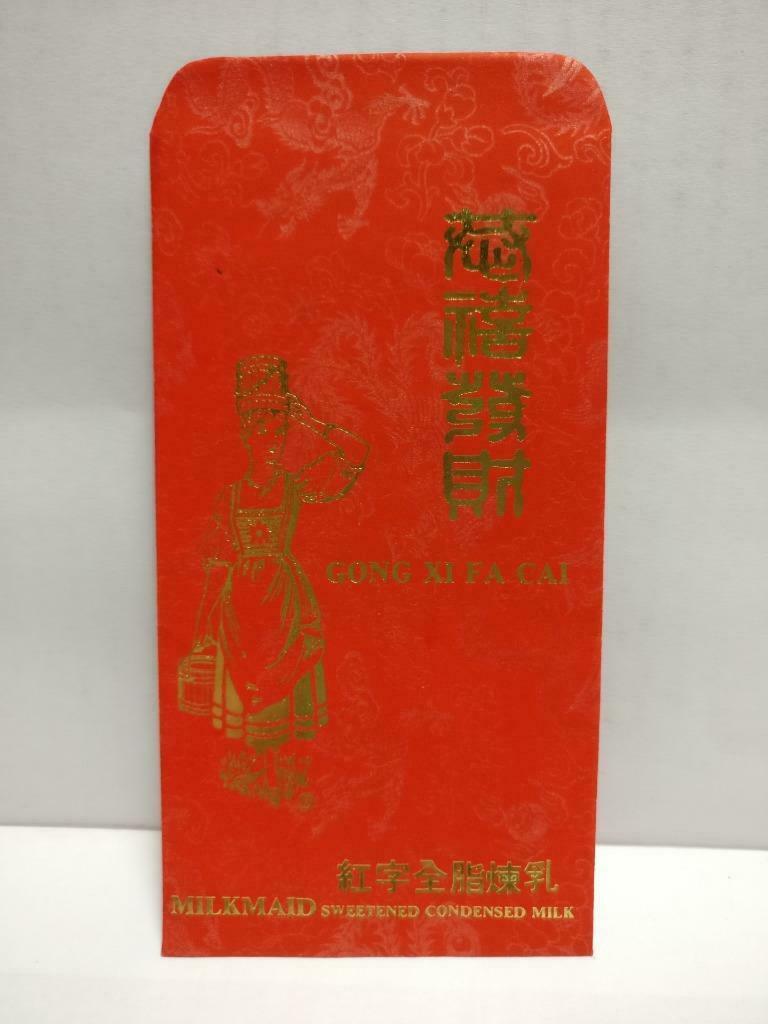 恭禧發財
GONG XI FA CAI
紅字全脂煉乳
MILKMAID SWEETENED CONDENSED MILK